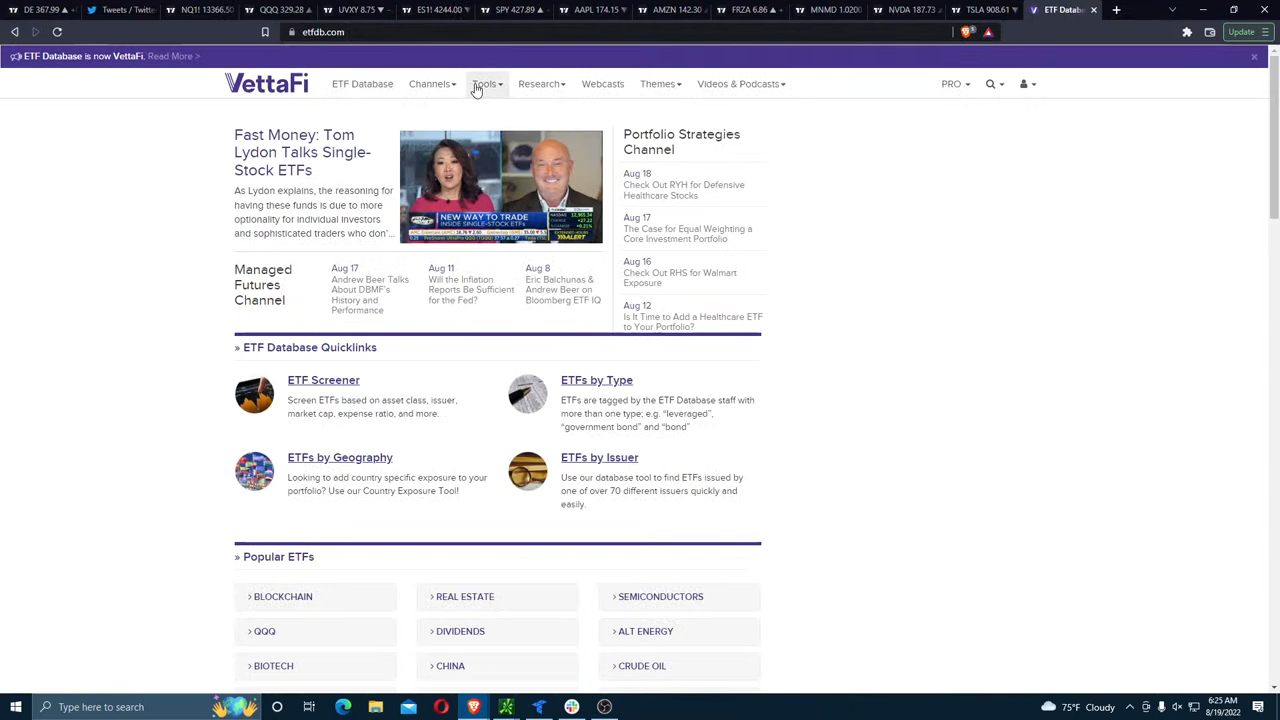 DE 367.99
Tweets / Twitte
NQ1! 13366.50
QQQ 329.28
UVXY 8.75
ES1! 4244.00
SPY 427.89
AAPL 174.15
AMZN 142.30
FRZA 6.86
MNMD 1.0200
NVDA 187.73
TSLA 908.61
ETF Datab
etfdb.com
Update
ETF Database is now VettaFi. Read More >
VettaFi
ETF Database
Channels
Tools
Research
Webcasts
Themes
Videos & Podcasts
PRO
Fast Money: Tom
Lydon Talks Single-
Stock ETFs
As Lydon explains, the reasoning for
having these funds is due to more
optionality for individual investors
and sophisticated traders who don'...
NEW WAY TO TRADE
INSIDE SINGLE-STOCK ETFs
Portfolio Strategies
Channel
Aug 18
Check Out RYH for Defensive
Healthcare Stocks
Aug 17
The Case for Equal Weighting a
Core Investment Portfolio
Aug 16
Check Out RHS for Walmart
Exposure
Aug 12
Is It Time to Add a Healthcare ETF
to Your Portfolio?
Managed
Futures
Channel
Aug 17
Andrew Beer Talks
About DBMF's
History and
Performance
Aug 11
Will the Inflation
Reports Be Sufficient
for the Fed?
Aug 8
Eric Balchunas &
Andrew Beer on
Bloomberg ETF IQ
» ETF Database Quicklinks
ETF Screener
Screen ETFs based on asset class, issuer,
market cap, expense ratio, and more.
ETFs by Type
ETFs are tagged by the ETF Database staff with
more than one type; e.g. "leveraged",
"government bond" and "bond"
ETFs by Geography
Looking to add country specific exposure to your
portfolio? Use our Country Exposure Tool!
ETFs by Issuer
Use our database tool to find ETFs issued by
one of over 70 different issuers quickly and
easily.
» Popular ETFs
> BLOCKCHAIN
> REAL ESTATE
> SEMICONDUCTORS
> QQQ
> DIVIDENDS
> ALT ENERGY
> BIOTECH
> CHINA
> CRUDE OIL
Type here to search
75°F Cloudy
6:25 AM
8/19/2022